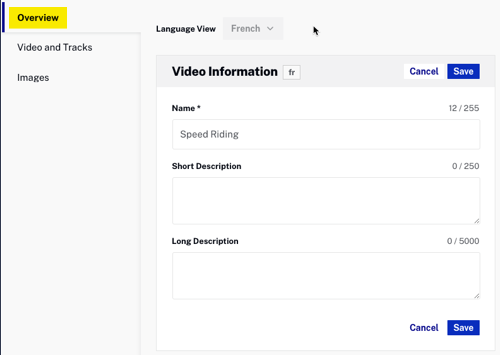 Overview
Video and Tracks
Images
Language View French
Video Information fr Cancel Save
Name * 12 / 255
Speed Riding
Short Description 0 / 250
Long Description 0 / 5000
Cancel Save